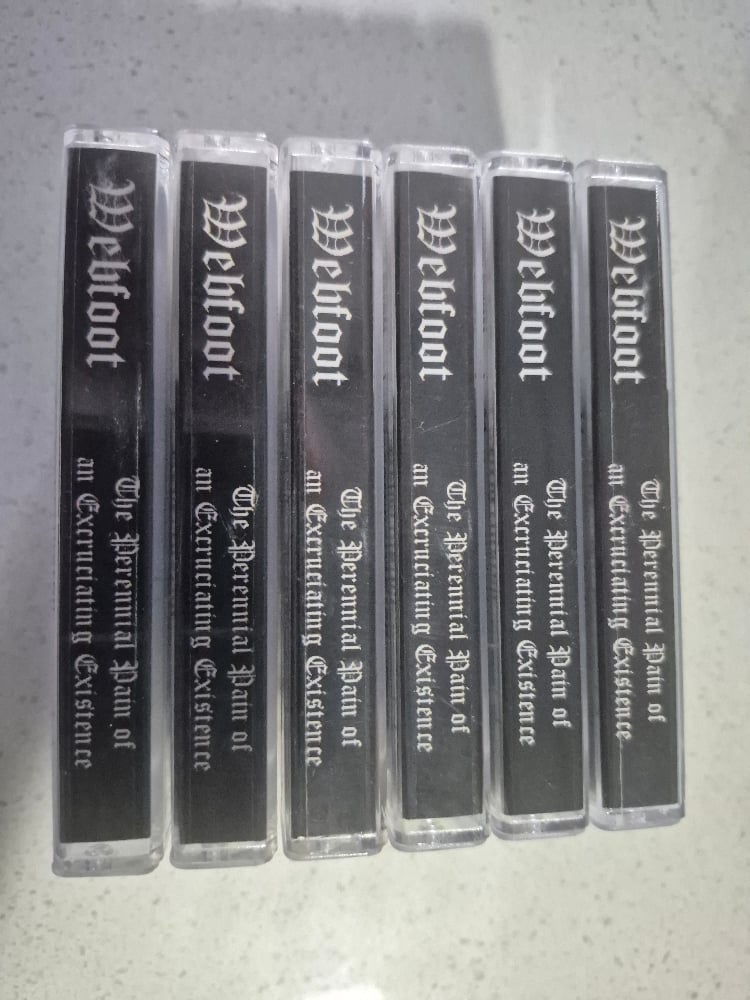 Webfoot
The Perennial Pain of
an Excruciating Existence
Webfoot
The Perennial Pain of
an Excruciating Existence
Webfoot
The Perennial Pain of
an Excruciating Existence
Webfoot
The Perennial Pain of
an Excruciating Existence
Webfoot
The Perennial Pain of
an Excruciating Existence
Webfoot
The Perennial Pain of
an Excruciating Existence